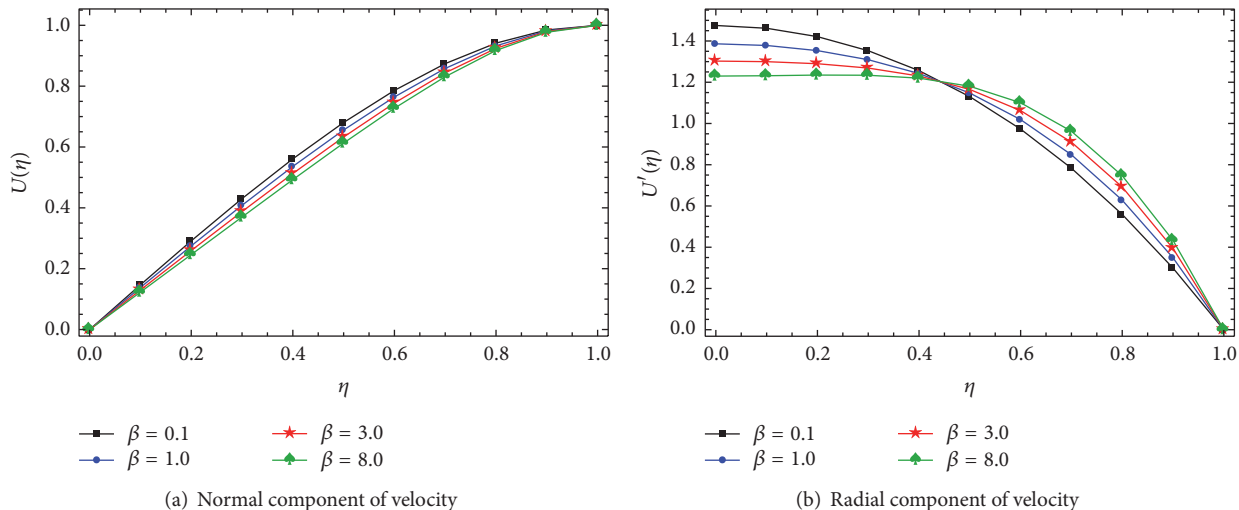 1.0
0.8
0.6
0.4
0.2
0.0
U(η)
0.0 0.2 0.4 0.6 0.8 1.0
η
β = 0.1
β = 3.0
β = 1.0
β = 8.0
(a) Normal component of velocity
1.4
1.2
1.0
0.8
0.6
0.4
0.2
0.0
U′(η)
0.0 0.2 0.4 0.6 0.8 1.0
η
β = 0.1
β = 3.0
β = 1.0
β = 8.0
(b) Radial component of velocity